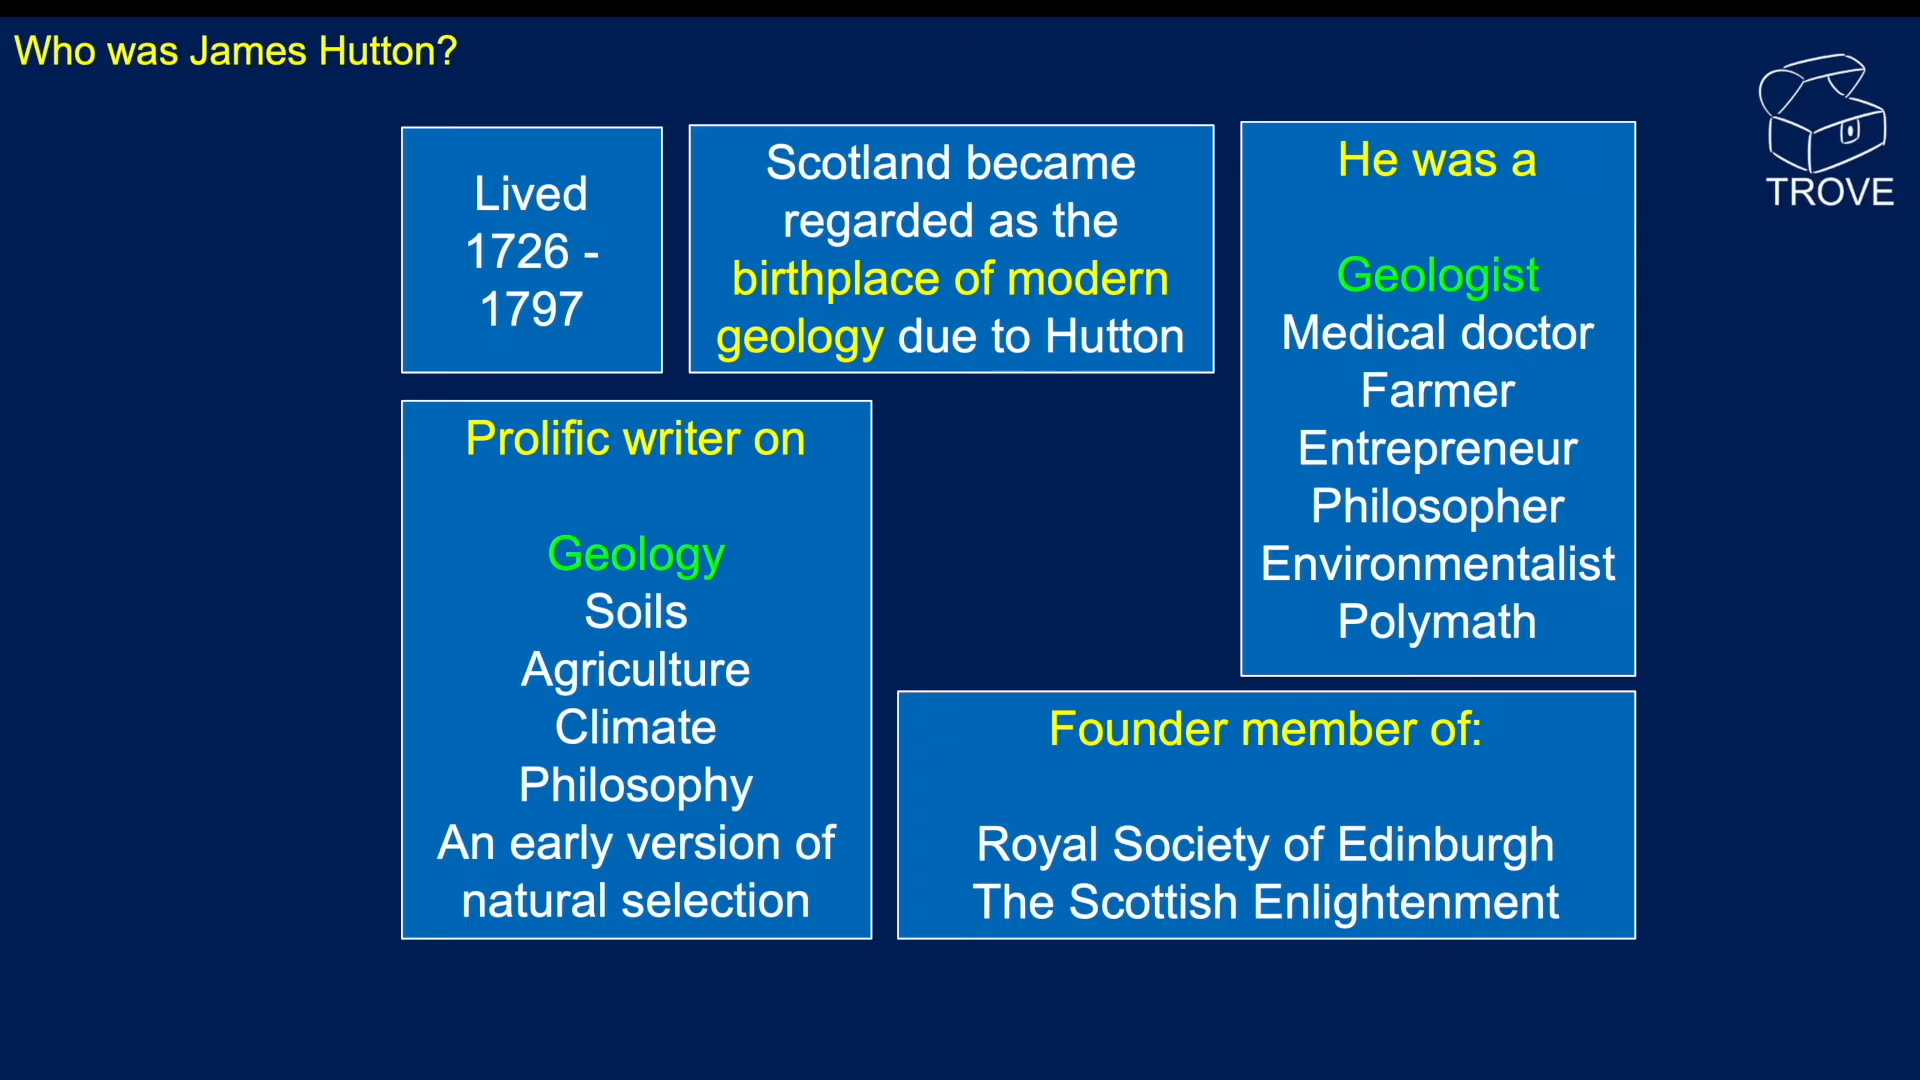 Who was James Hutton?
TROVE
Lived
1726 -
1797
Scotland became
regarded as the
birthplace of modern
geology due to Hutton
He was a
Geologist
Medical doctor
Farmer
Entrepreneur
Philosopher
Environmentalist
Polymath
Prolific writer on
Geology
Soils
Agriculture
Climate
Philosophy
An early version of
natural selection
Founder member of:
Royal Society of Edinburgh
The Scottish Enlightenment